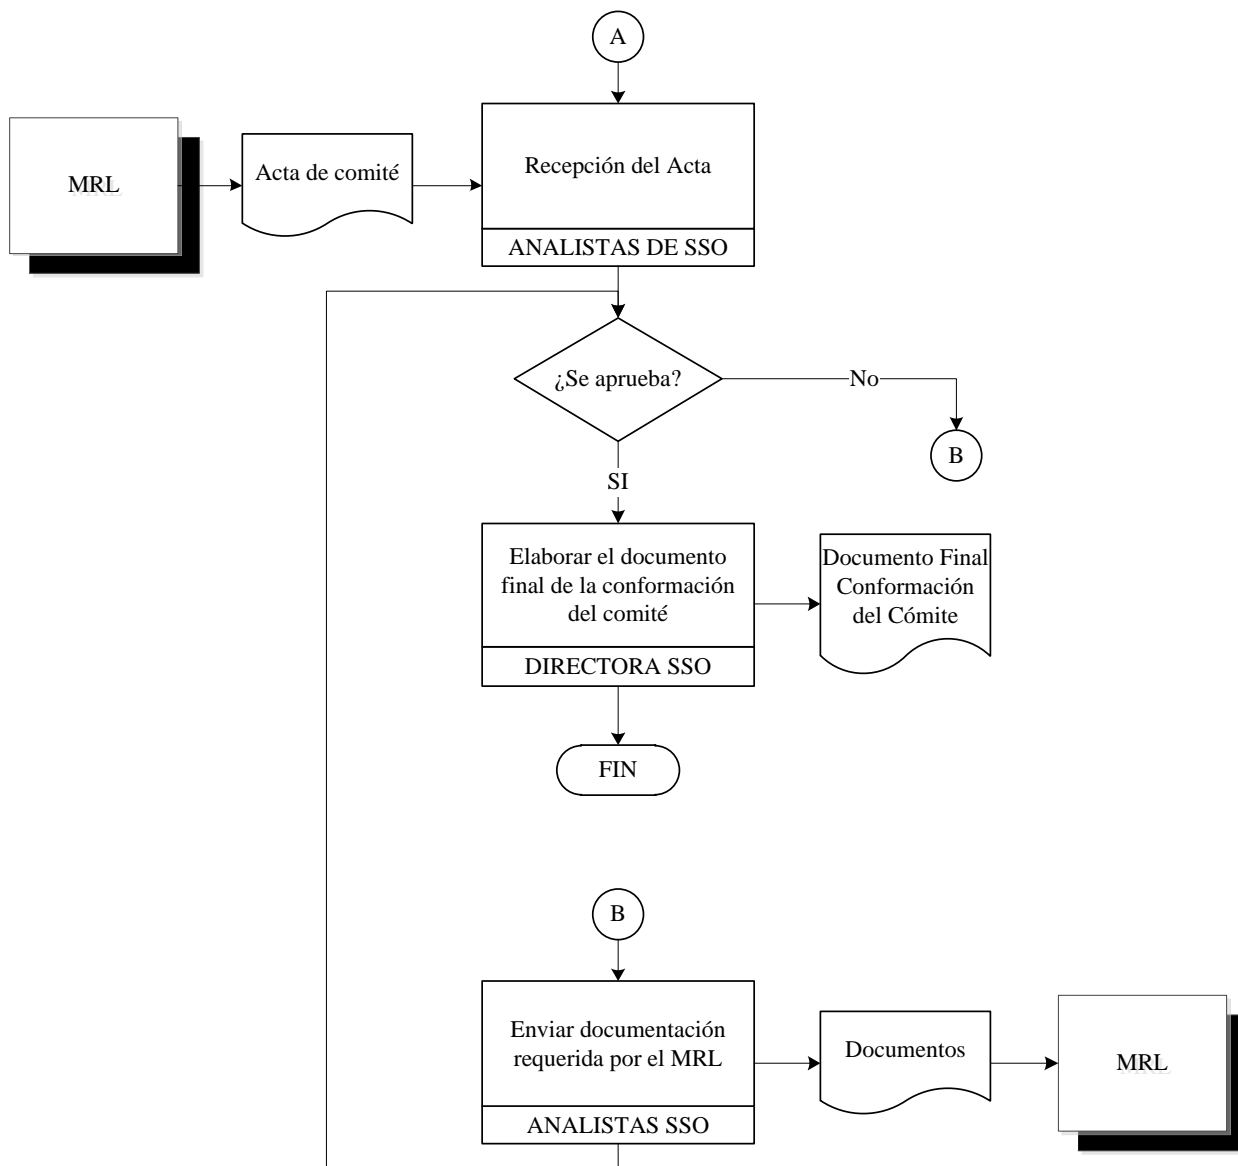 A
MRL
Acta de comité
Recepción del Acta
ANALISTAS DE SSO
¿Se aprueba?
No
B
SI
Elaborar el documento
final de la conformación
del comité
DIRECTORA SSO
Documento Final
Conformación
del Cómite
FIN
B
Enviar documentación
requerida por el MRL
ANALISTAS SSO
Documentos
MRL